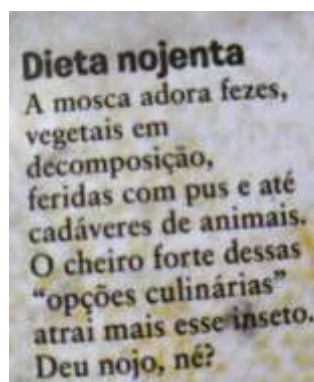 Dieta nojenta
A mosca adora fezes,
vegetais em
decomposição,
feridas com pus e até
cadáveres de animais.
O cheiro forte dessas
“opções culinárias”
atrai mais esse inseto.
Deu nojo, né?